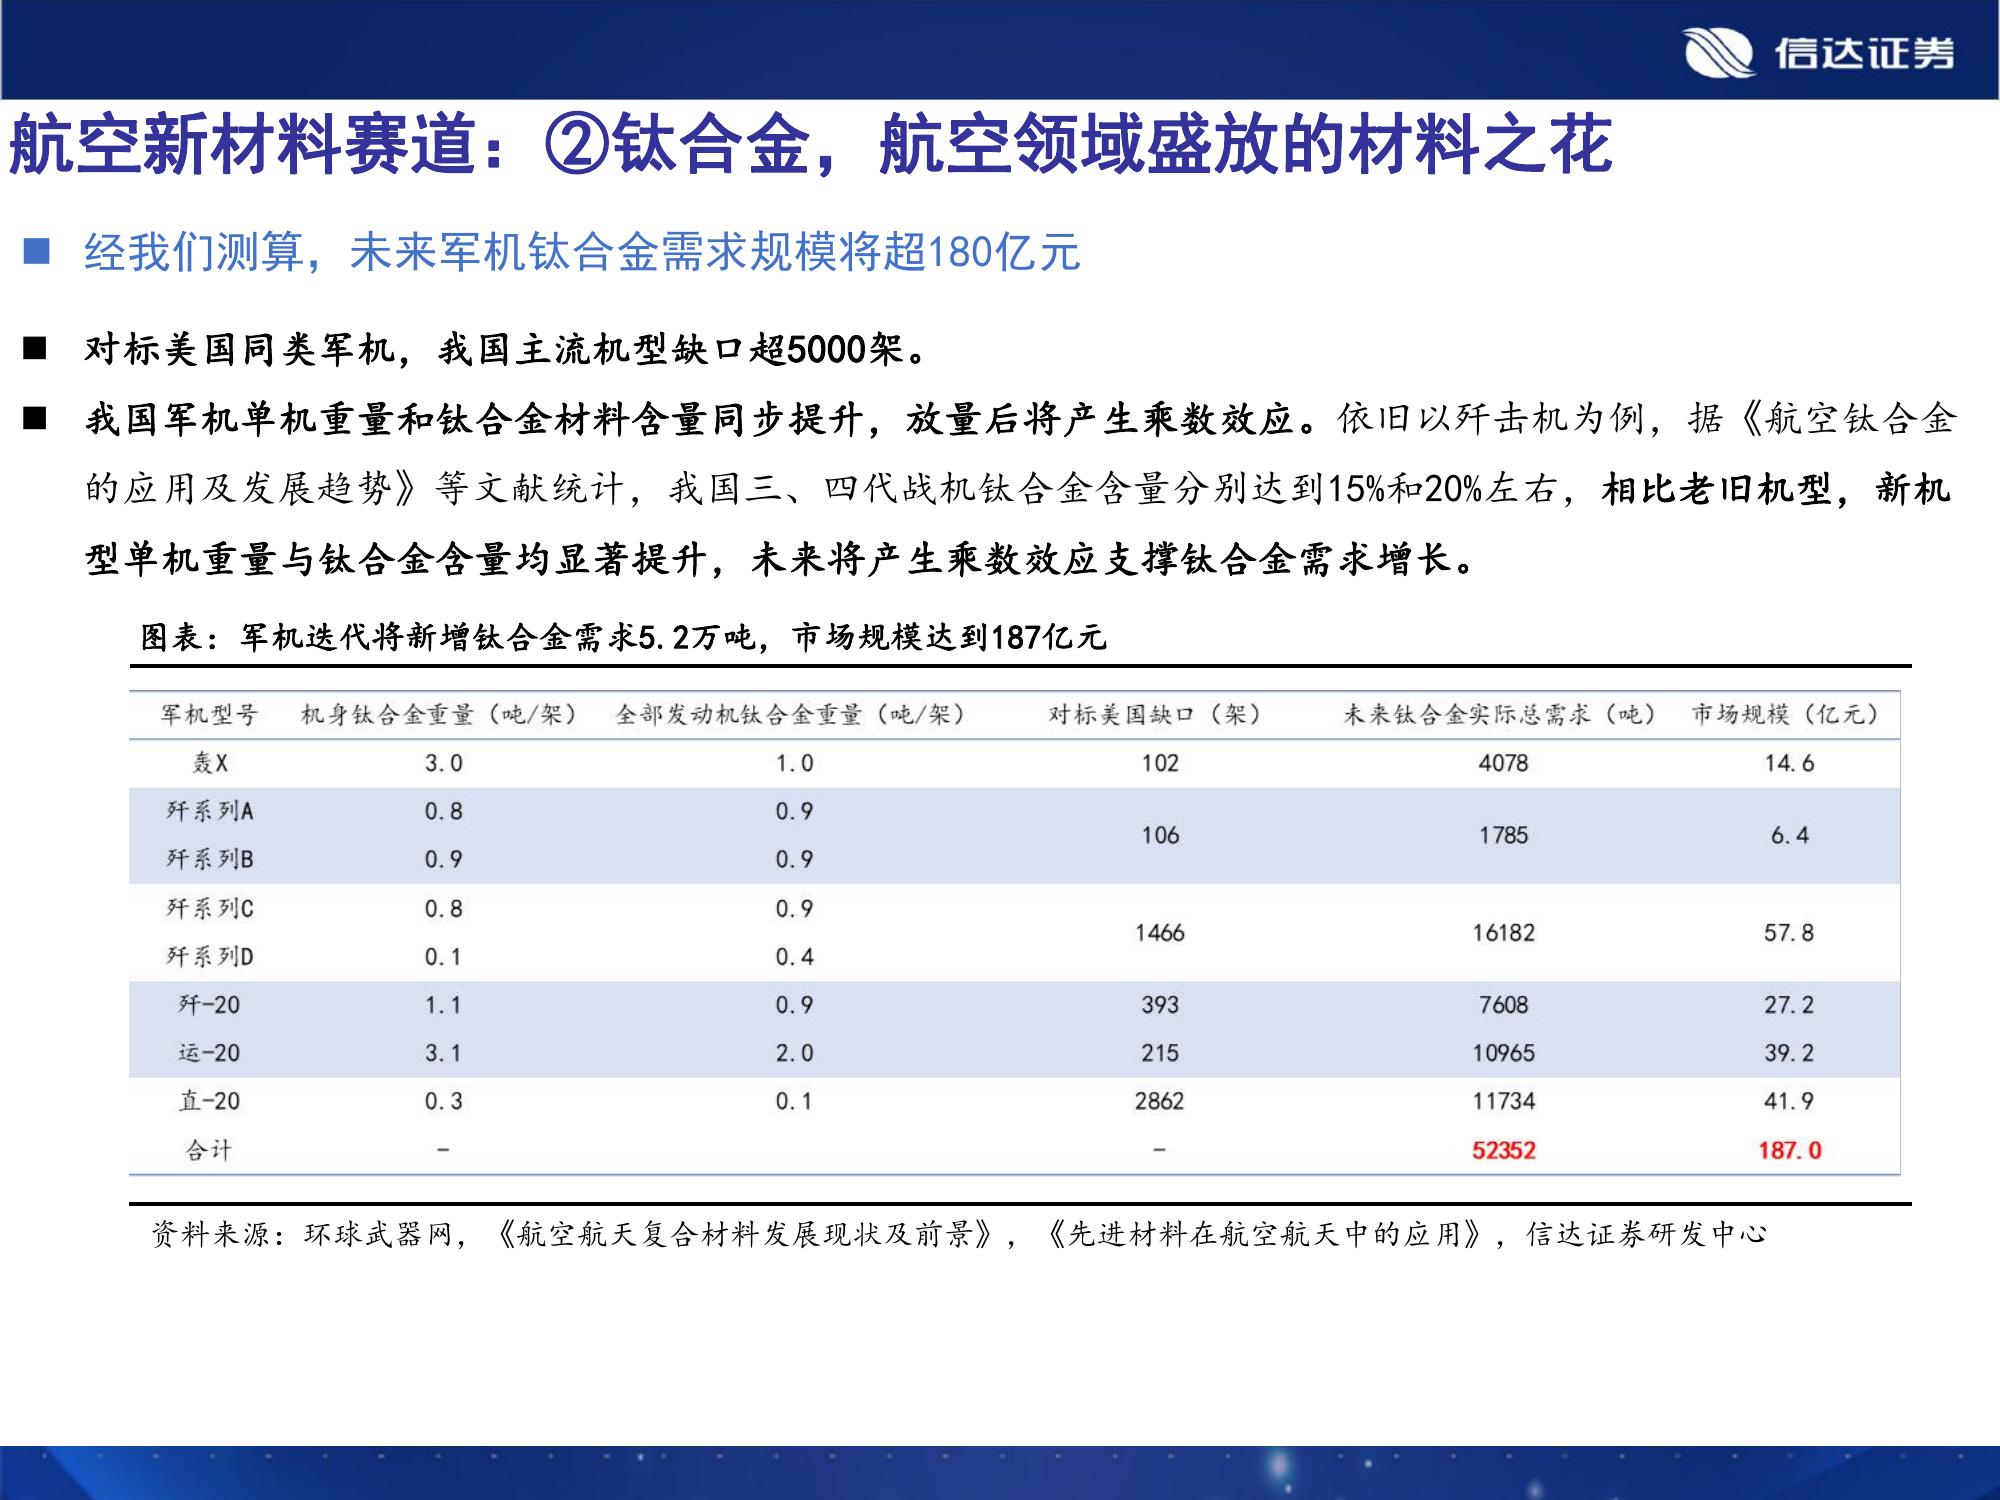 信达证券
航空新材料赛道：②钛合金，航空领域盛放的材料之花
■ 经我们测算，未来军机钛合金需求规模将超180亿元
■ 对标美国同类军机，我国主流机型缺口超5000架。
■ 我国军机单机重量和钛合金材料含量同步提升，放量后将产生乘数效应。依旧以歼击机为例，据《航空钛合金
的应用及发展趋势》等文献统计，我国三、四代战机钛合金含量分别达到15%和20%左右，相比老旧机型，新机
型单机重量与钛合金含量均显著提升，未来将产生乘数效应支撑钛合金需求增长。
图表：军机迭代将新增钛合金需求5.2万吨，市场规模达到187亿元
军机型号 机身钛合金重量（吨/架） 全部发动机钛合金重量（吨/架） 对标美国缺口（架） 未来钛合金实际总需求（吨） 市场规模（亿元）
轰X 3.0 1.0 102 4078 14.6
歼系列A 0.8 0.9
106 1785 6.4
歼系列B 0.9 0.9
歼系列C 0.8 0.9
1466 16182 57.8
歼系列D 0.1 0.4
歼-20 1.1 0.9 393 7608 27.2
运-20 3.1 2.0 215 10965 39.2
直-20 0.3 0.1 2862 11734 41.9
合计 - - 52352 187.0
资料来源：环球武器网，《航空航天复合材料发展现状及前景》，《先进材料在航空航天中的应用》，信达证券研发中心